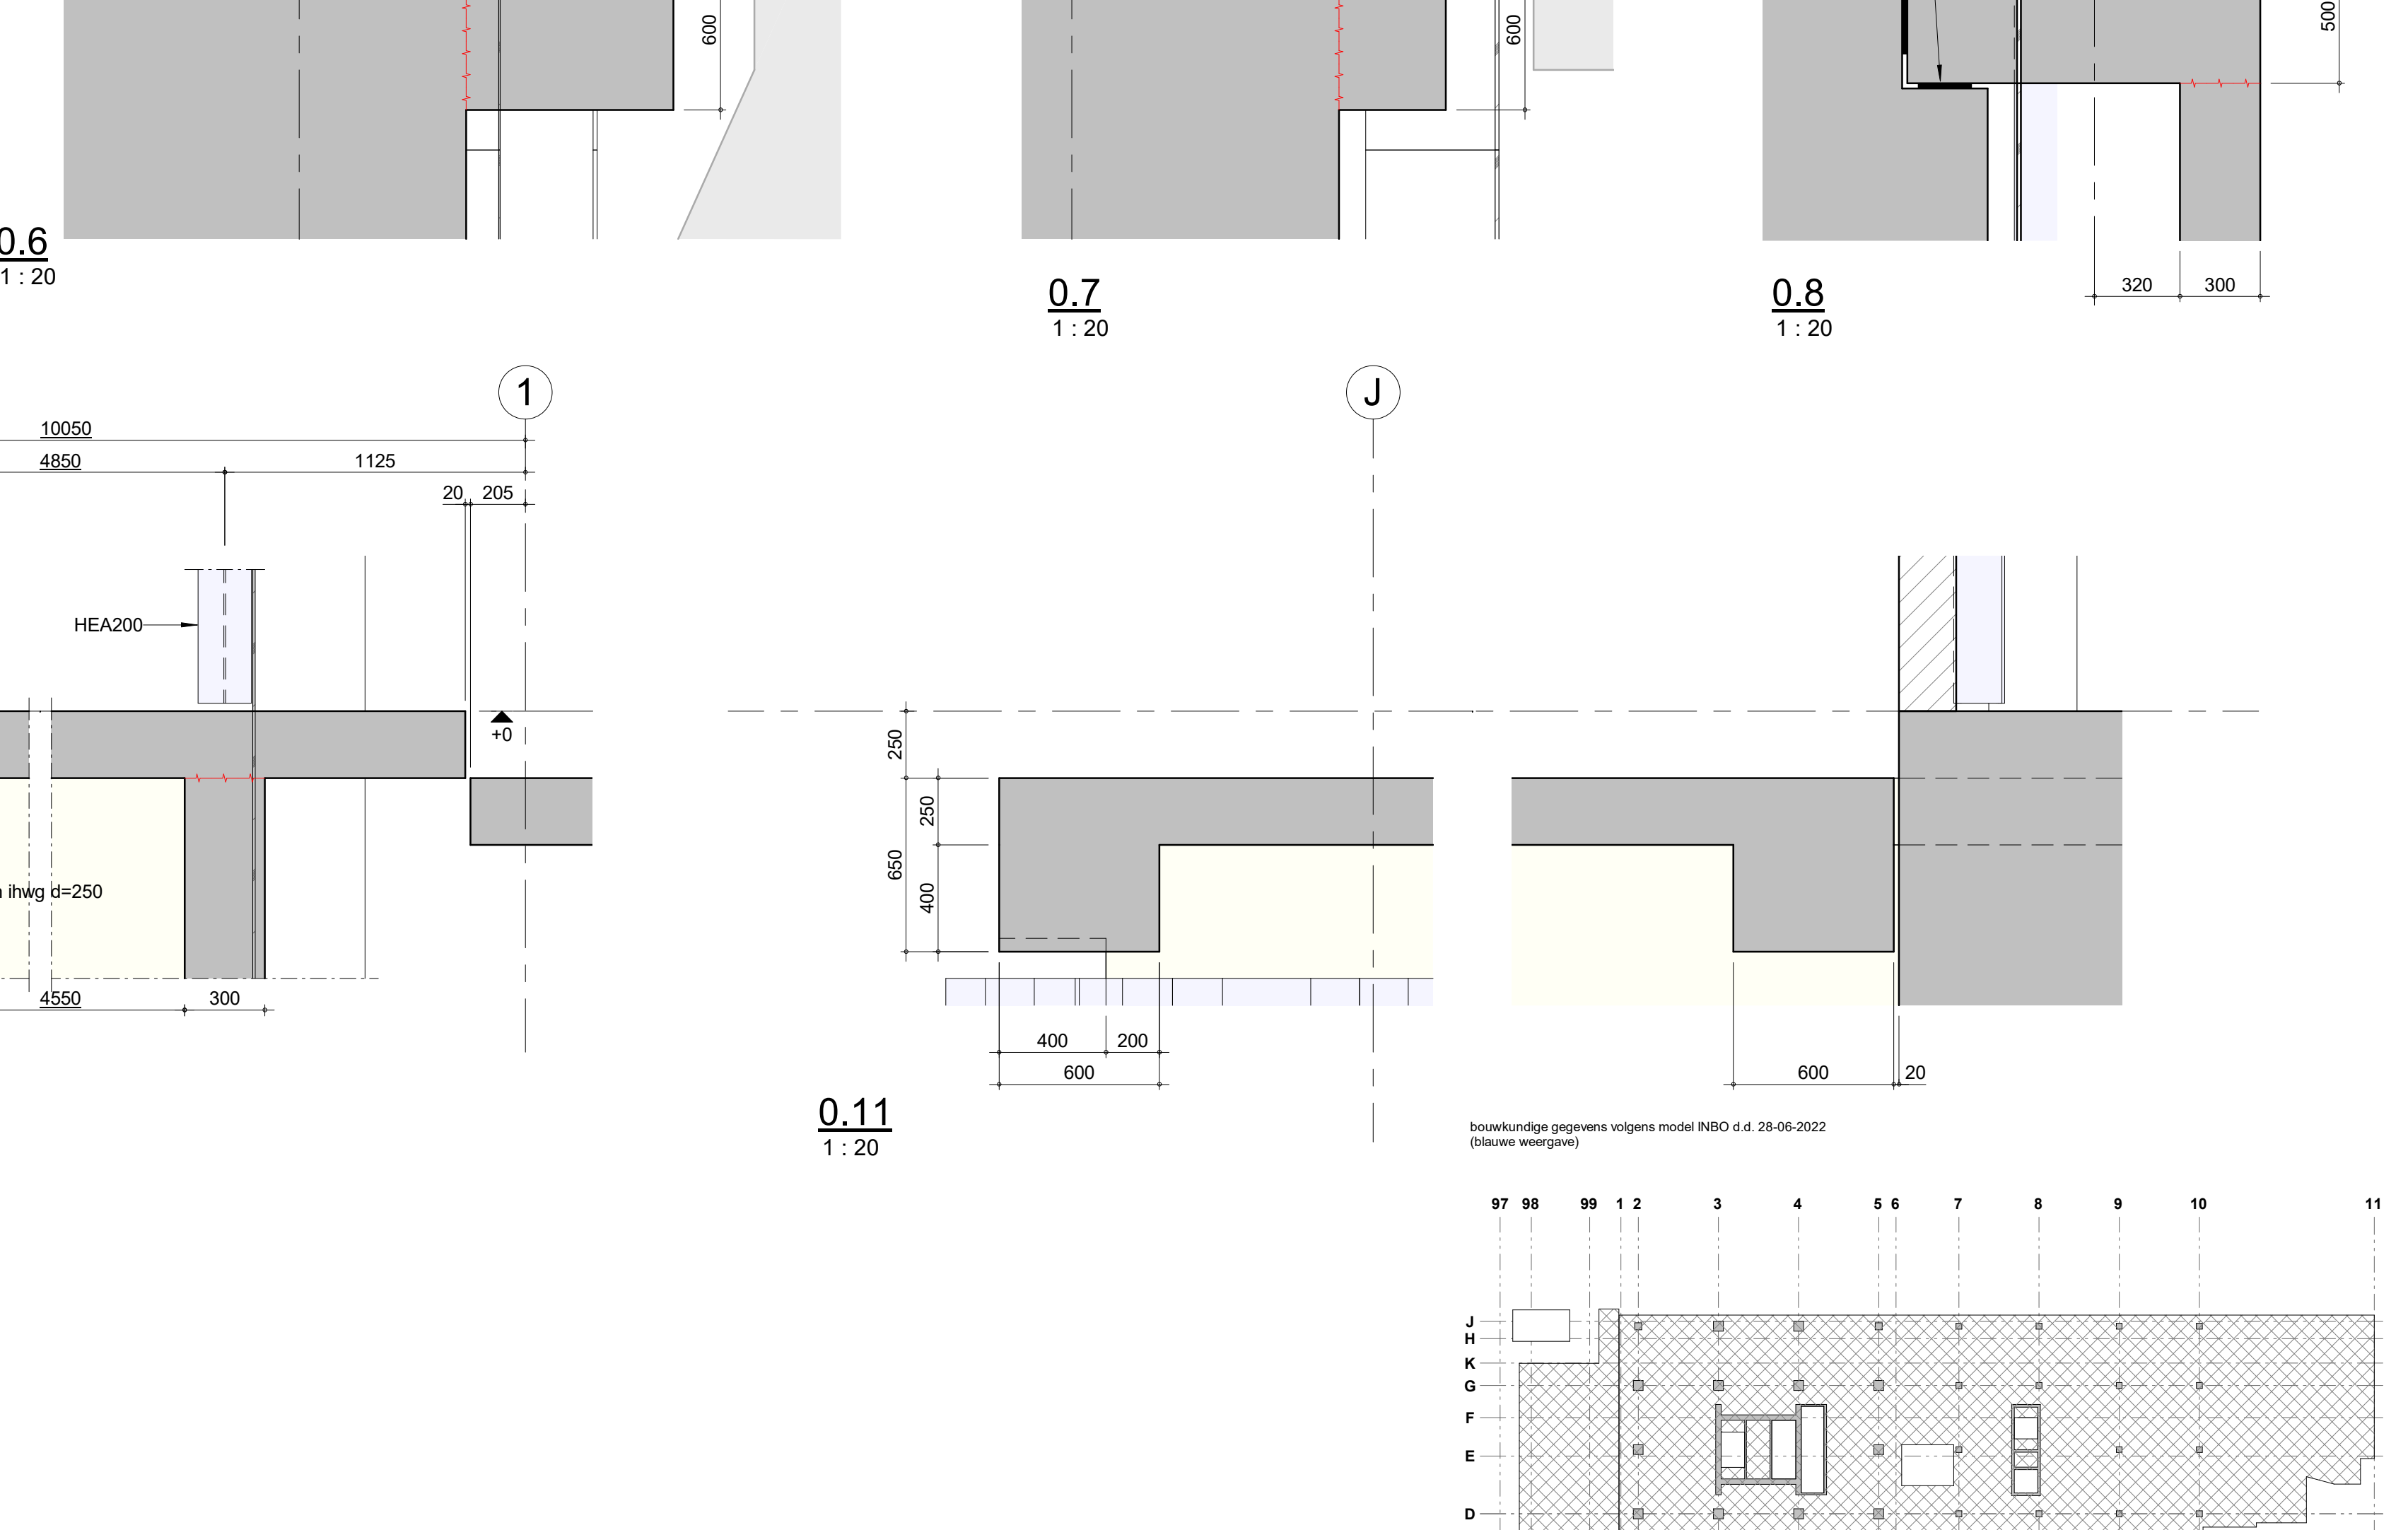 600
600
500
0.6
1 : 20
0.7
1 : 20
0.8
1 : 20
320
300
1
J
10050
4850
1125
20
205
HEA200
+0
ihwg d=250
4550
300
250
250
650
400
400
200
600
600
20
0.11
1 : 20
bouwkundige gegevens volgens model INBO d.d. 28-06-2022
(blauwe weergave)
97 98 99 1 2 3 4 5 6 7 8 9 10 11
J
H
K
G
F
E
D